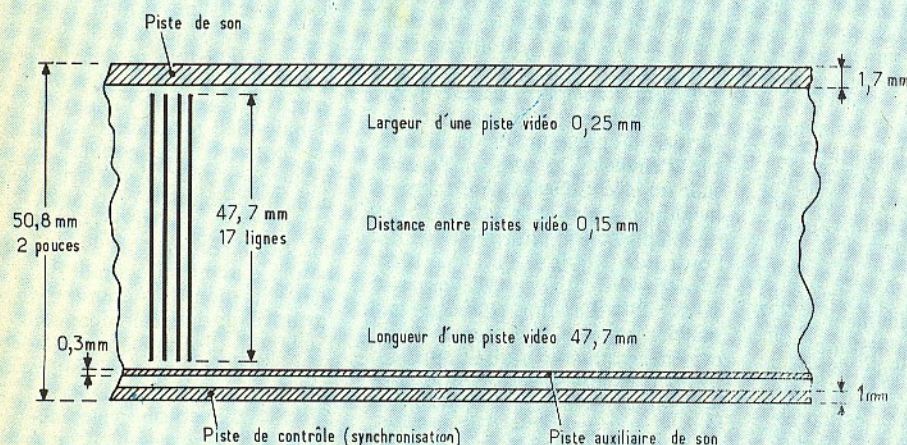 Piste de son
1,7 mm
Largeur d'une piste vidéo 0,25 mm
50,8 mm
2 pouces
47,7 mm
17 lignes
Distance entre pistes vidéo 0,15 mm
0,3mm
Longueur d'une piste vidéo 47,7 mm
1mm
Piste de contrôle (synchronisation)
Piste auxiliaire de son